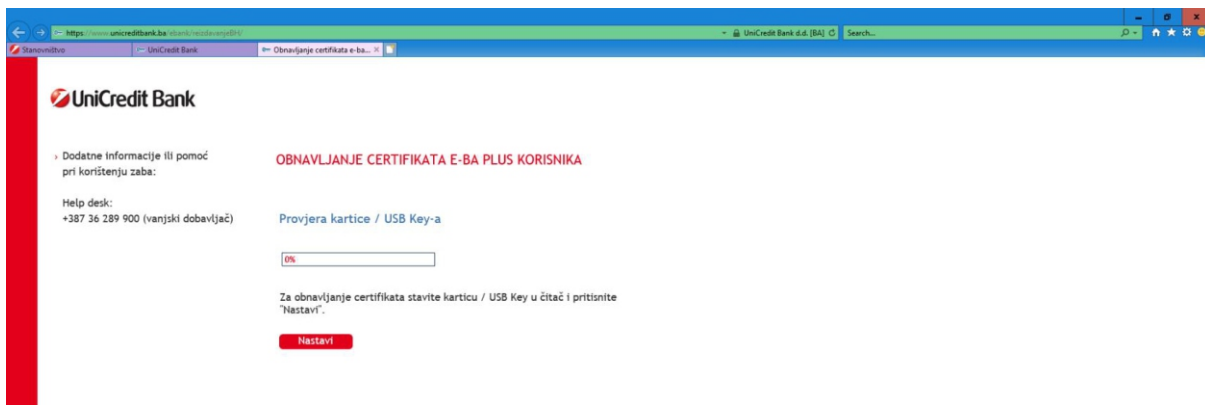 https://www.unicreditbank.ba/ebank/reizdavanjeBH/
UniCredit Bank d.d. [BA]
Search...
Stanovništvo
UniCredit Bank
Obnavljanje certifikata e-ba...
UniCredit Bank
Dodatne informacije ili pomoć
pri korištenju zaba:
Help desk:
+387 36 289 900 (vanjski dobavljač)
OBNAVLJANJE CERTIFIKATA E-BA PLUS KORISNIKA
Provjera kartice / USB Key-a
0%
Za obnavljanje certifikata stavite karticu / USB Key u čitač i pritisnite
"Nastavi".
Nastavi